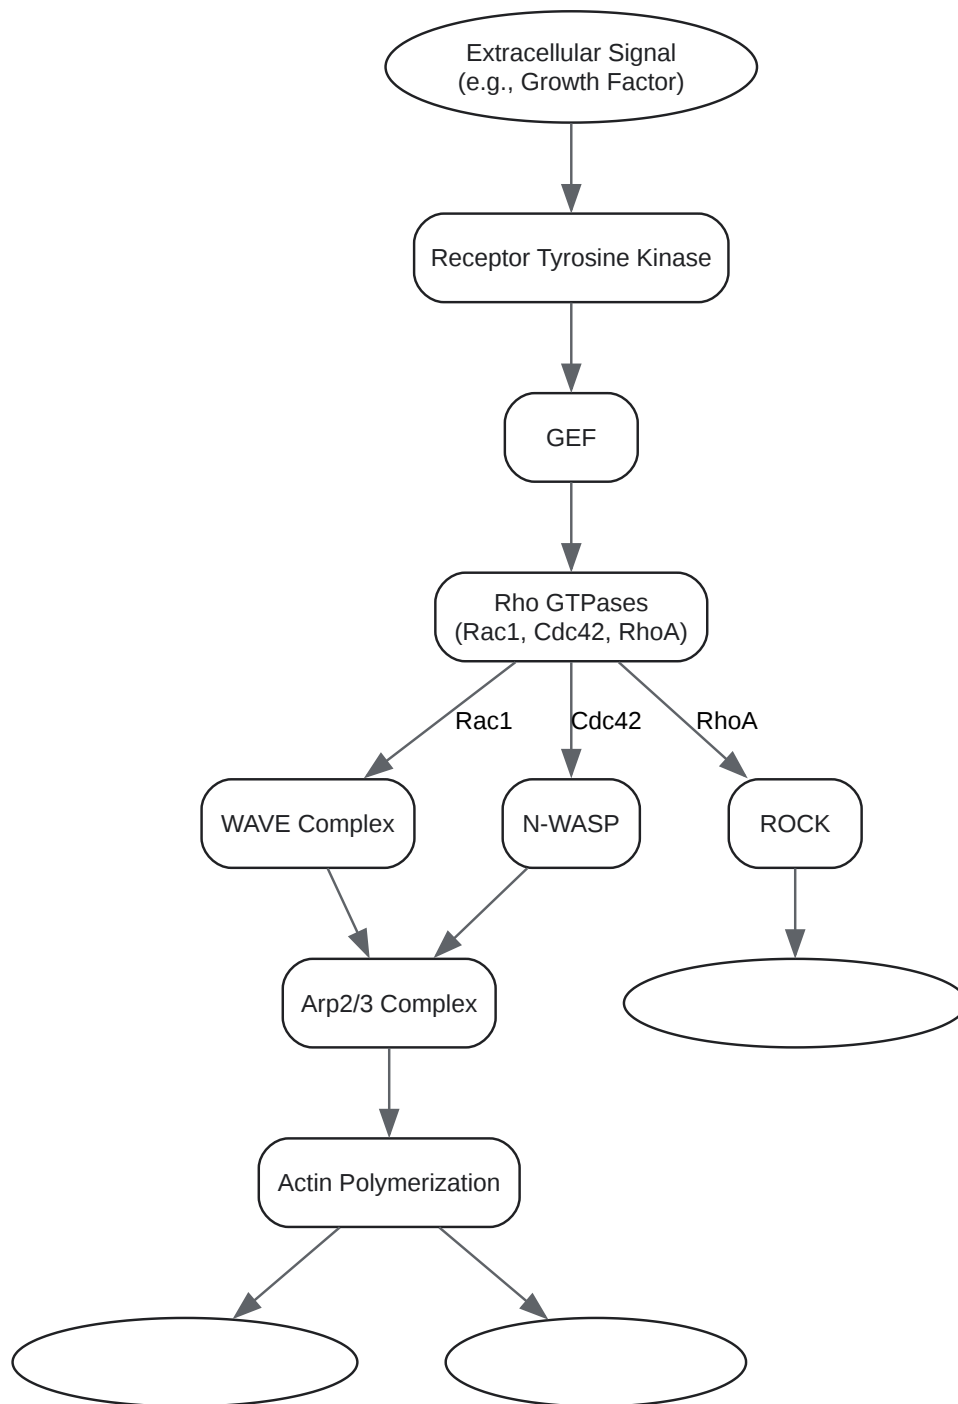 Extracellular Signal
(e.g., Growth Factor)
Receptor Tyrosine Kinase
GEF
Rho GTPases
(Rac1, Cdc42, RhoA)
Rac1
Cdc42
RhoA
WAVE Complex
N-WASP
ROCK
Arp2/3 Complex
Actin Polymerization